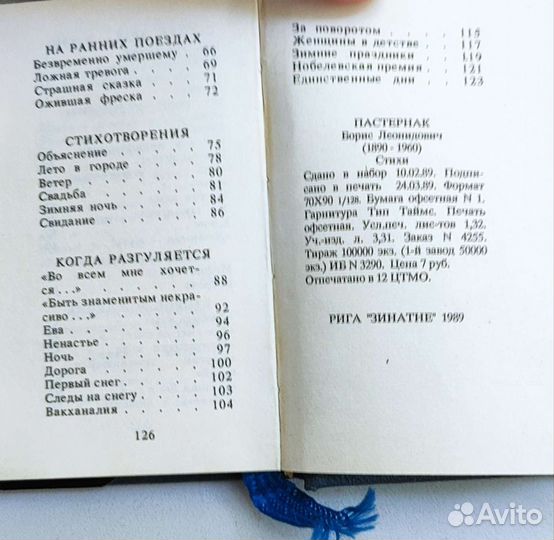 НА РАННИХ ПОЕЗДАХ
Безвременно умершему . 66
Ложная тревога . . . 69
Страшная сказка . . . 71
Ожившая фреска . . . 72
СТИХОТВОРЕНИЯ
Объяснение . . . . 75
Лето в городе . . . . 78
Ветер . . . . . . 80
Свадьба . . . . . 81
Зимняя ночь . . . . 84
Свидание . . . . . 86
КОГДА РАЗГУЛЯЕТСЯ
«Во всем мне хочет-
ся. . .» . . . . . . 88
«Быть знаменитым некра-
сиво. . .» . . . . . 92
Ева . . . . . . 94
Ненастье . . . . . 96
Ночь . . . . . . 97
Дорога . . . . . 100
Первый снег . . . . 102
Следы на снегу . . . 103
Вакханалия . . . . 104
126
За поворотом . . . . 115
Женщины в детстве . . 117
Зимние праздники . . 119
Нобелевская премия . . 121
Единственные дни . . 123
ПАСТЕРНАК
Борис Леонидович
(1890 - 1960)
Стихи
Сдано в набор 10.02.89. Подпи-
сано в печать 24.03.89. Формат
70Х90 1/128. Бумага офсетная N 1.
Гарнитура Тип Таймс. Печать
офсетная. Усл.печ. лис-тов 1,32.
Уч.-изд. л. 3,31. Заказ N 4255.
Тираж 100000 экз. (1-й завод 50000
экз.) ИБ N 3290. Цена 7 руб.
Отпечатано в 12 ЦТМО.
РИГА "ЗИНАТНЕ" 1989
Avito